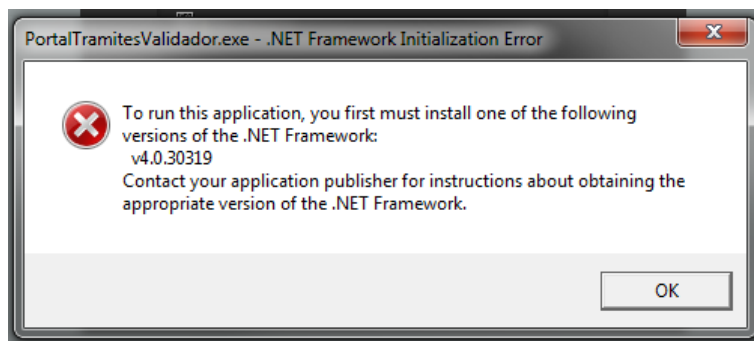 PortalTramitesValidador.exe - .NET Framework Initialization Error
To run this application, you first must install one of the following
versions of the .NET Framework:
v4.0.30319
Contact your application publisher for instructions about obtaining the
appropriate version of the .NET Framework.
OK